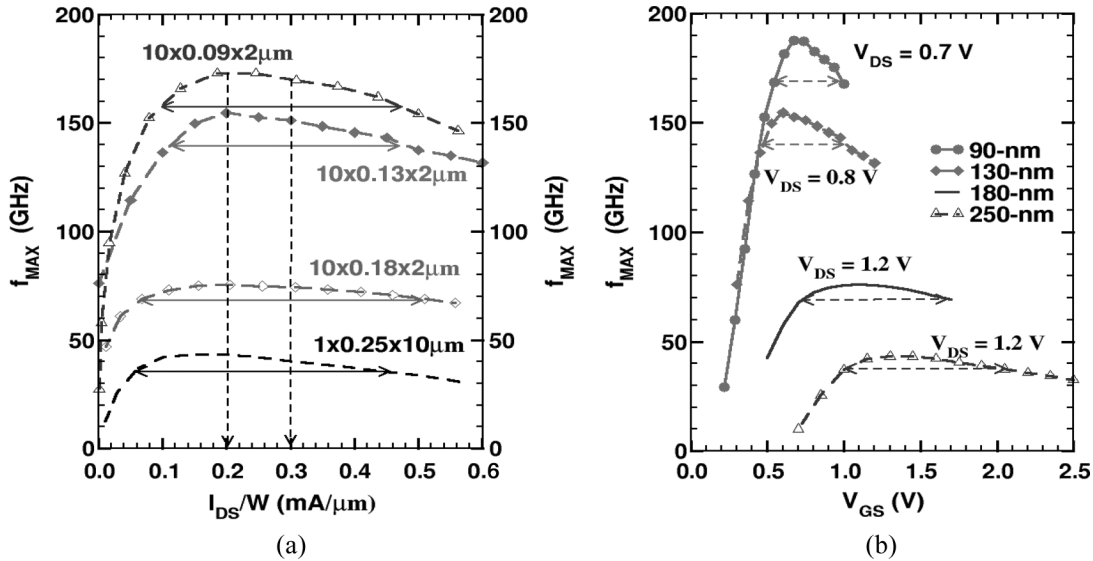 200
150
100
50
0
f_MAX (GHz)
0.0 0.1 0.2 0.3 0.4 0.5 0.6
I_DS/W (mA/μm)
10x0.09x2μm
10x0.13x2μm
10x0.18x2μm
1x0.25x10μm
200
150
100
50
0
f_MAX (GHz)
(a)
200
150
100
50
0
f_MAX (GHz)
0.0 0.5 1.0 1.5 2.0 2.5
V_GS (V)
V_DS = 0.7 V
V_DS = 0.8 V
V_DS = 1.2 V
V_DS = 1.2 V
90-nm
130-nm
180-nm
250-nm
(b)